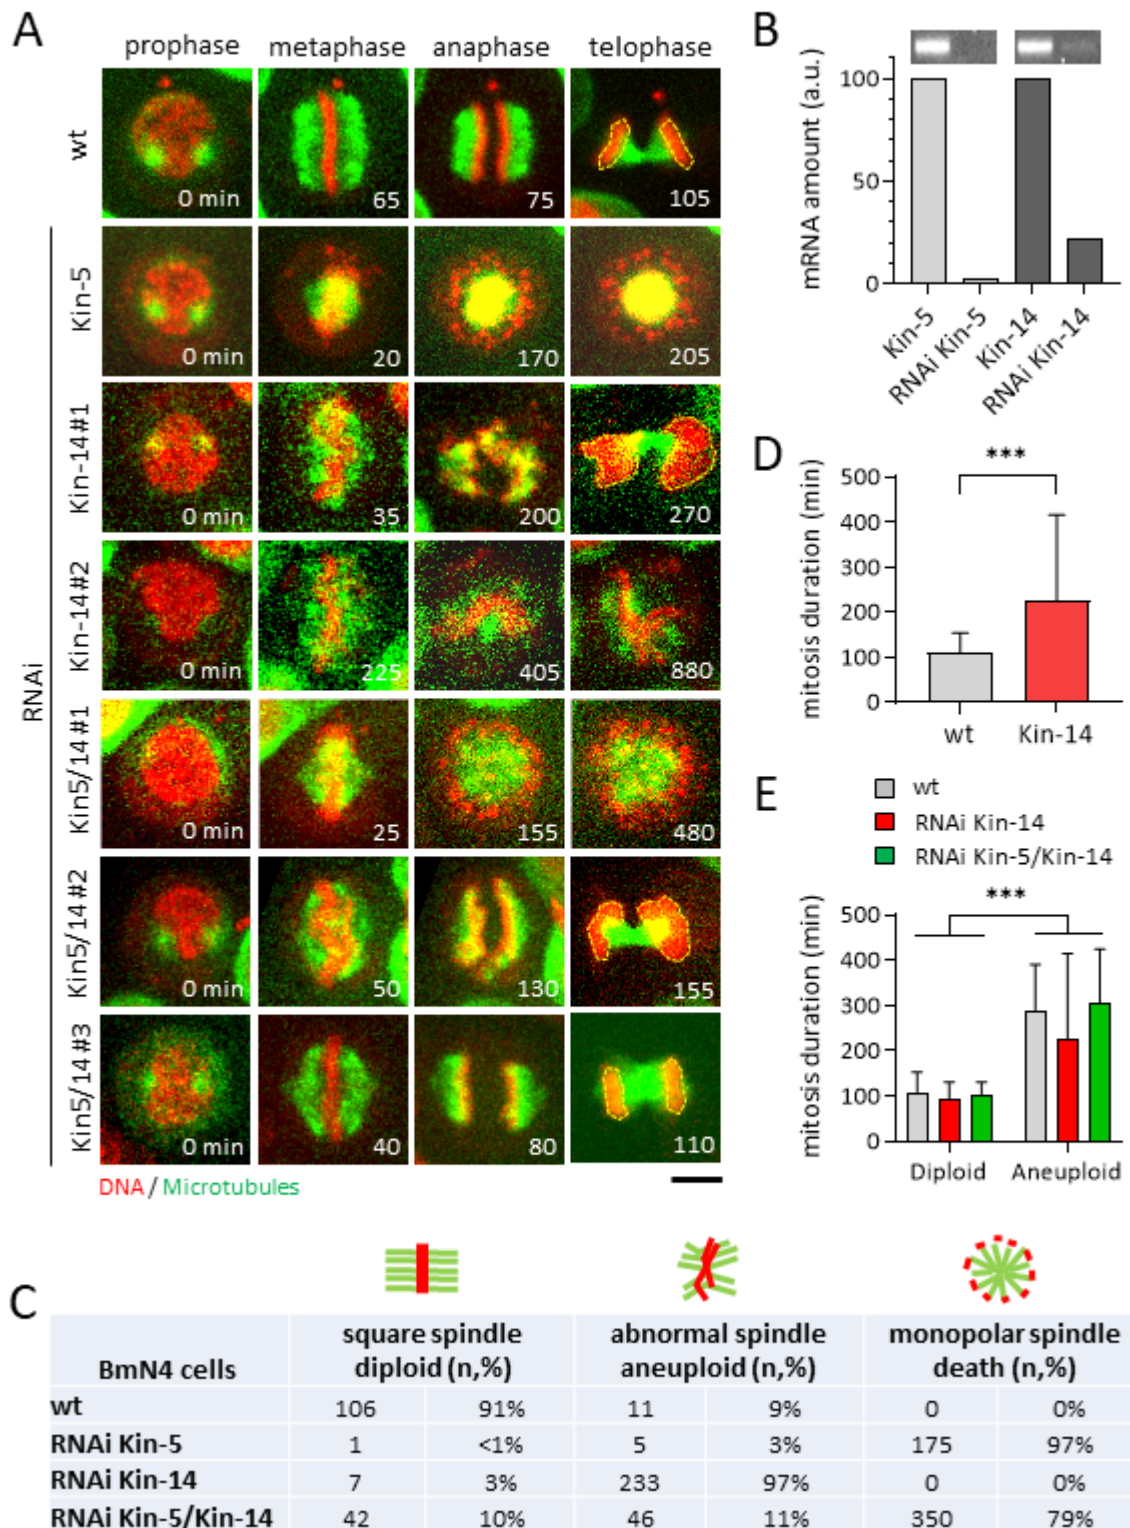 A
prophase metaphase anaphase telophase
wt
0 min 65 75 105
RNAi
Kin-5
0 min 20 170 205
Kin-14#1
0 min 35 200 270
Kin-14#2
0 min 225 405 880
Kin5/14 #1
0 min 25 155 480
Kin5/14 #2
0 min 50 130 155
Kin5/14 #3
0 min 40 80 110
DNA / Microtubules
B
mRNA amount (a.u.)
100
50
0
Kin-5
RNAi Kin-5
Kin-14
RNAi Kin-14
D
mitosis duration (min)
***
500
400
300
200
100
0
wt Kin-14
E
wt
RNAi Kin-14
RNAi Kin-5/Kin-14
mitosis duration (min)
***
500
400
300
200
100
0
Diploid Aneuploid
C
BmN4 cells
square spindle
diploid (n,%)
abnormal spindle
aneuploid (n,%)
monopolar spindle
death (n,%)
wt 106 91% 11 9% 0 0%
RNAi Kin-5 1 <1% 5 3% 175 97%
RNAi Kin-14 7 3% 233 97% 0 0%
RNAi Kin-5/Kin-14 42 10% 46 11% 350 79%